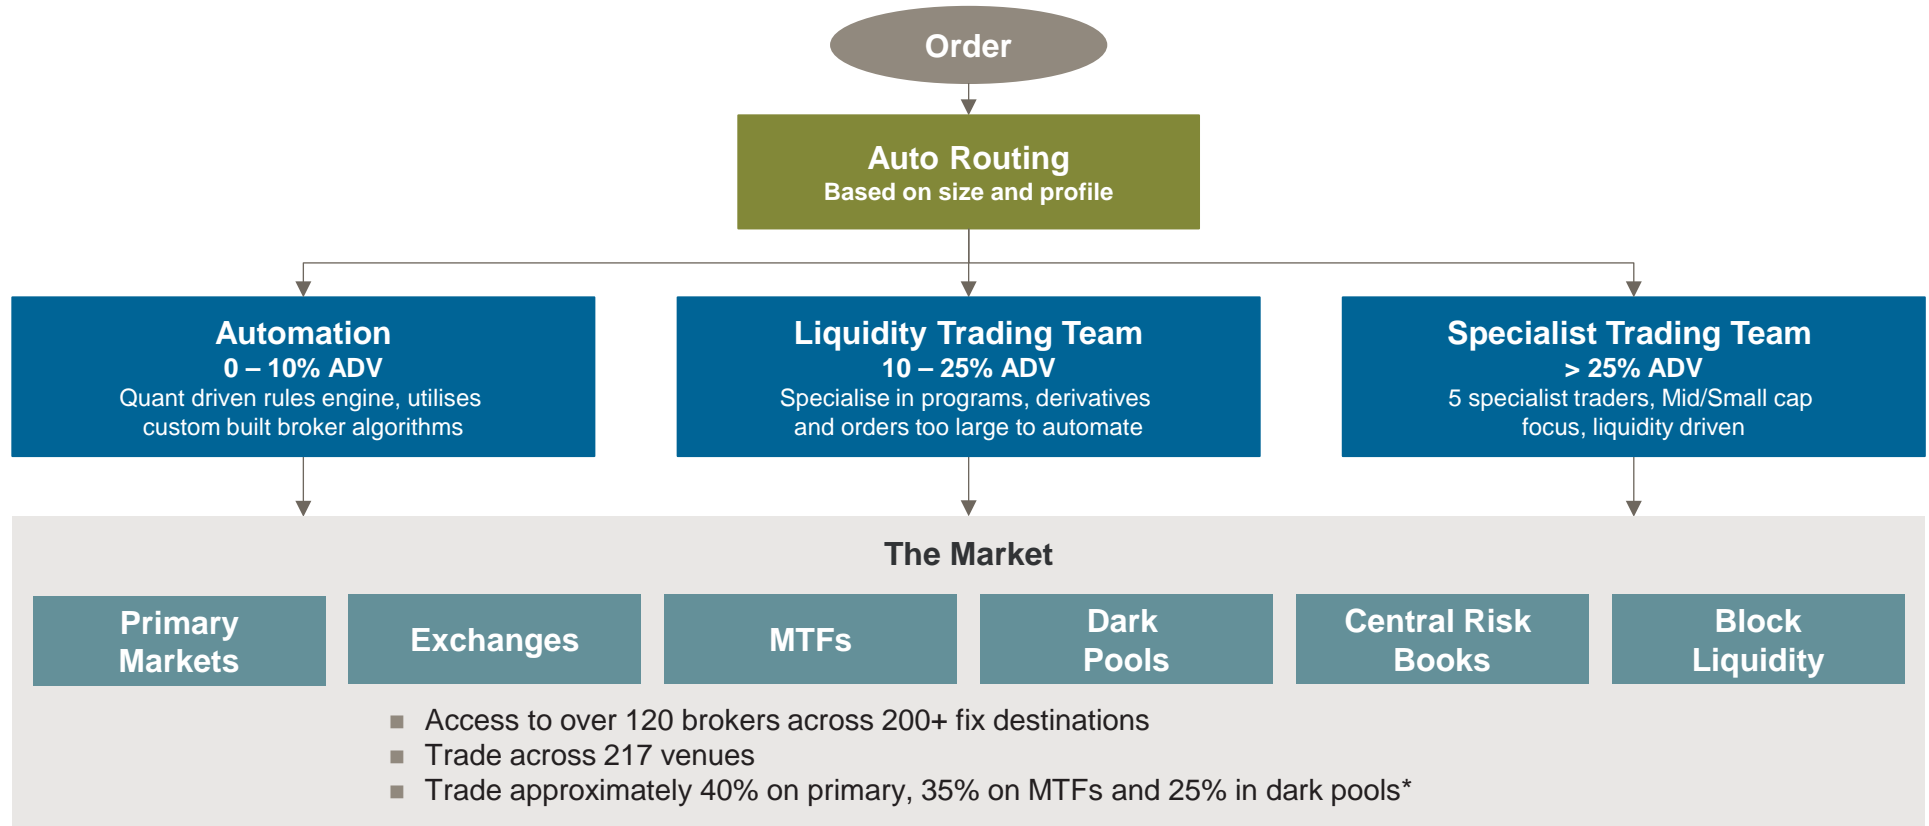 Order
Auto Routing
Based on size and profile
Automation
0 – 10% ADV
Quant driven rules engine, utilises
custom built broker algorithms
Liquidity Trading Team
10 – 25% ADV
Specialise in programs, derivatives
and orders too large to automate
Specialist Trading Team
> 25% ADV
5 specialist traders, Mid/Small cap
focus, liquidity driven
The Market
Primary
Markets
Exchanges
MTFs
Dark
Pools
Central Risk
Books
Block
Liquidity
■ Access to over 120 brokers across 200+ fix destinations
■ Trade across 217 venues
■ Trade approximately 40% on primary, 35% on MTFs and 25% in dark pools*